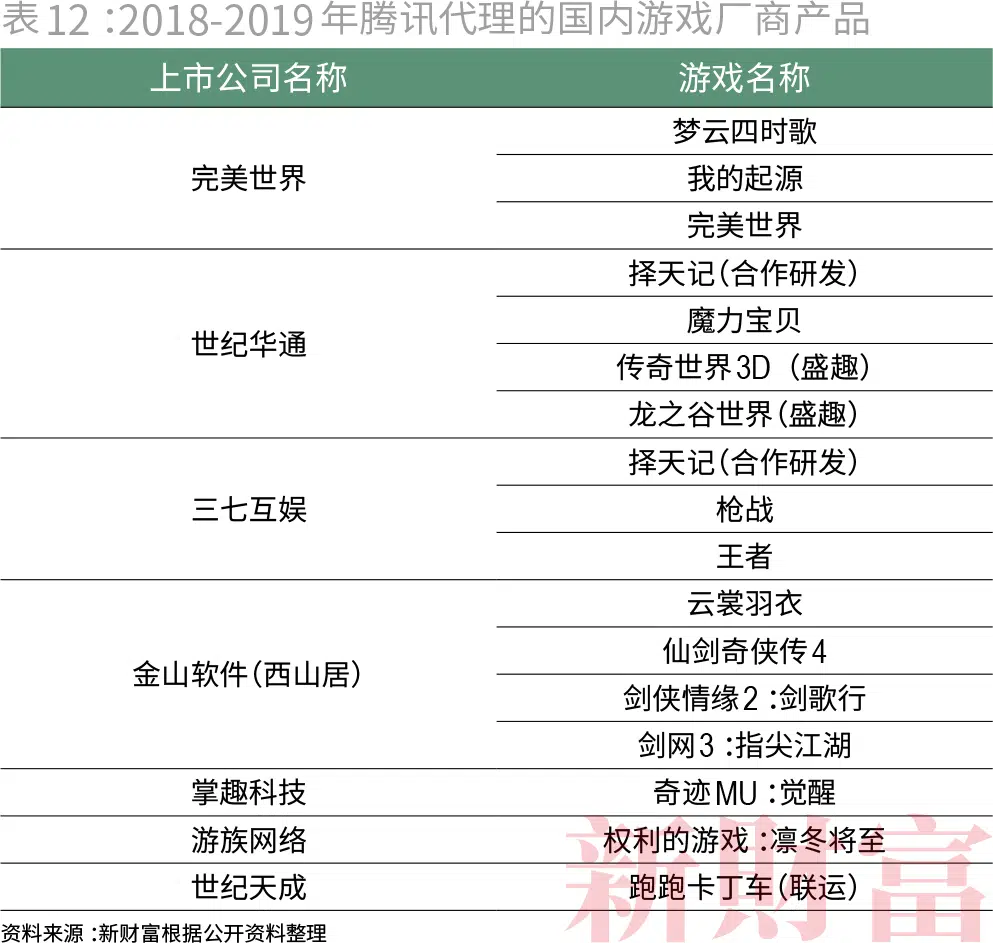 表12:2018-2019年腾讯代理的国内游戏厂商产品
上市公司名称 游戏名称
完美世界
梦云四时歌
我的起源
完美世界
世纪华通
择天记(合作研发)
魔力宝贝
传奇世界3D (盛趣)
龙之谷世界(盛趣)
三七互娱
择天记(合作研发)
枪战
王者
金山软件(西山居)
云裳羽衣
仙剑奇侠传4
剑侠情缘2:剑歌行
剑网3:指尖江湖
掌趣科技 奇迹MU:觉醒
游族网络 权利的游戏:凛冬将至
世纪天成 跑跑卡丁车(联运)
资料来源:新财富根据公开资料整理
新財富